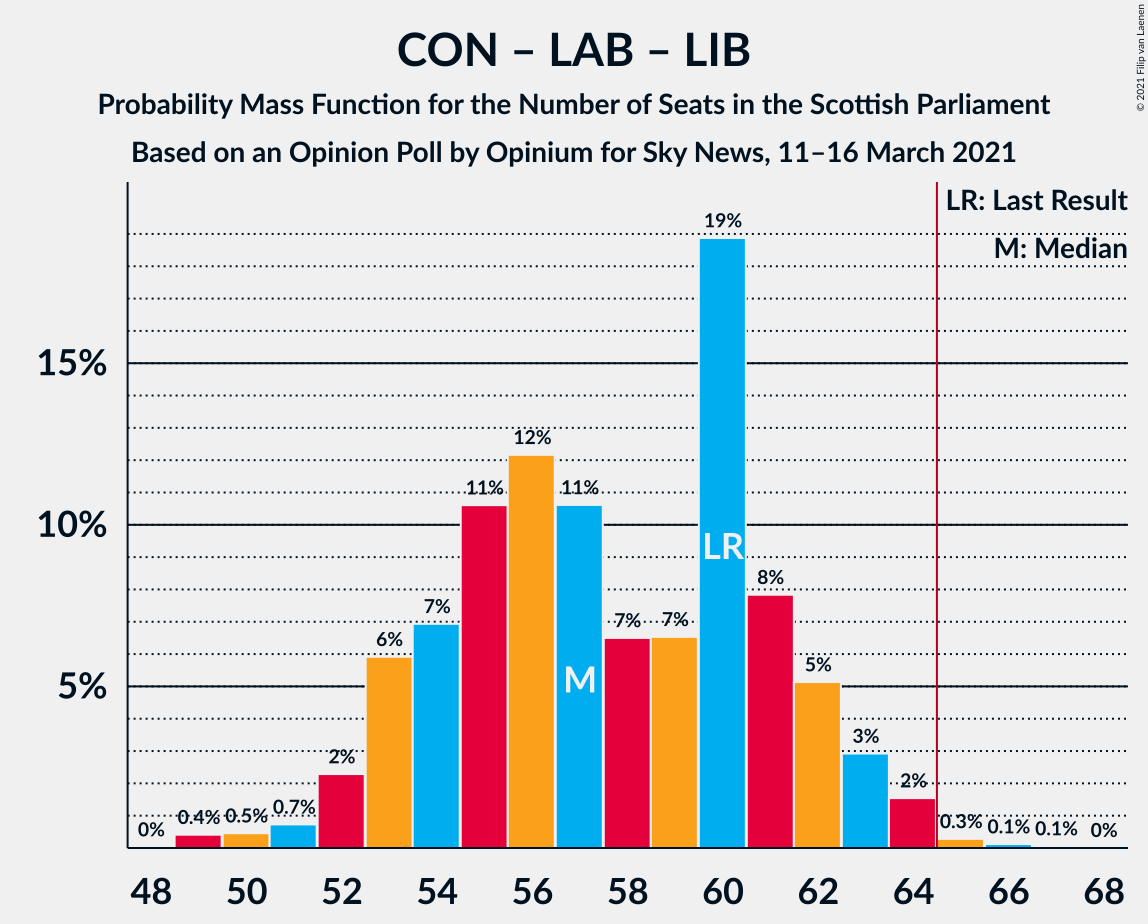 CON – LAB – LIB
Probability Mass Function for the Number of Seats in the Scottish Parliament
Based on an Opinion Poll by Opinium for Sky News, 11–16 March 2021
© 2021 Filip van Laenen
LR: Last Result
M: Median
15%
10%
5%
0%
0.4%
0.5%
0.7%
2%
6%
7%
11%
12%
11%
7%
7%
19%
8%
5%
3%
2%
0.3%
0.1%
0.1%
0%
LR
M
48 50 52 54 56 58 60 62 64 66 68